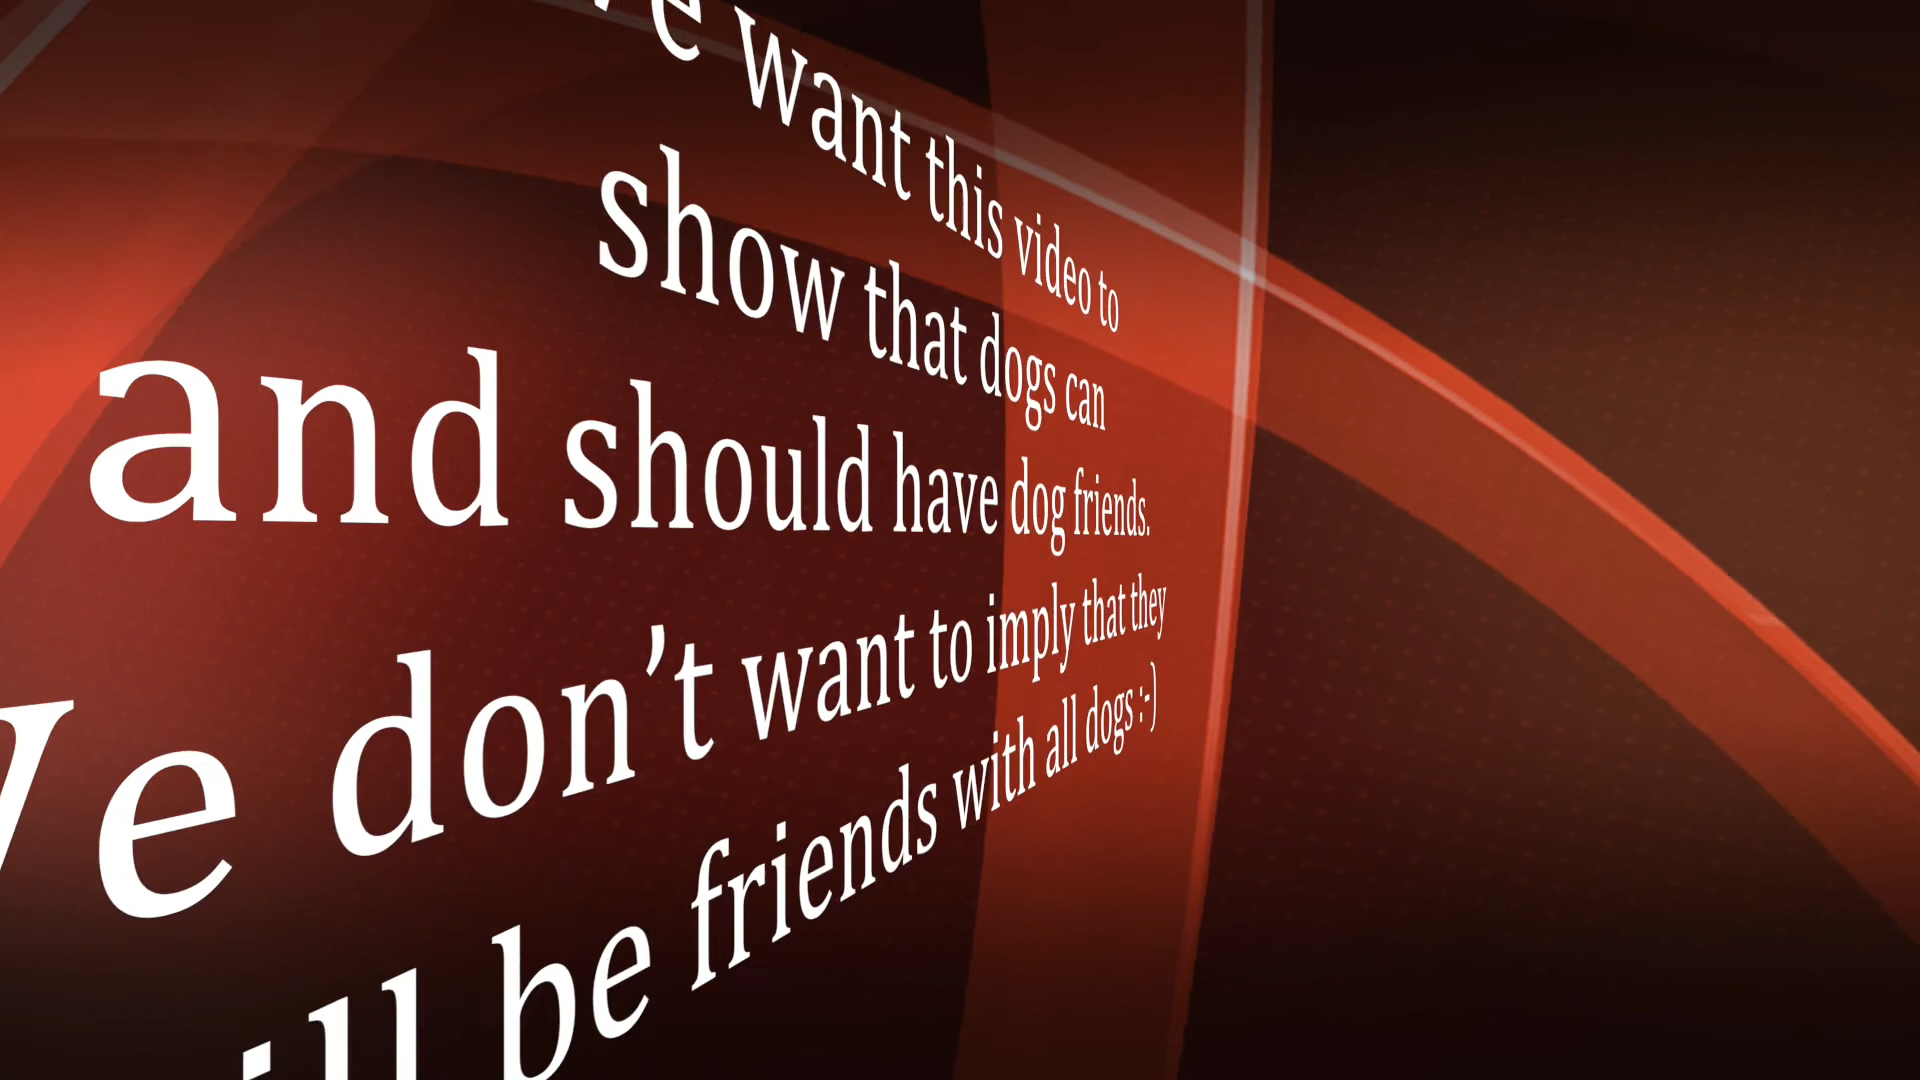 want this video to
show that dogs can
and should have dog friends.
We don’t want to imply that they
be friends with all dogs :-)